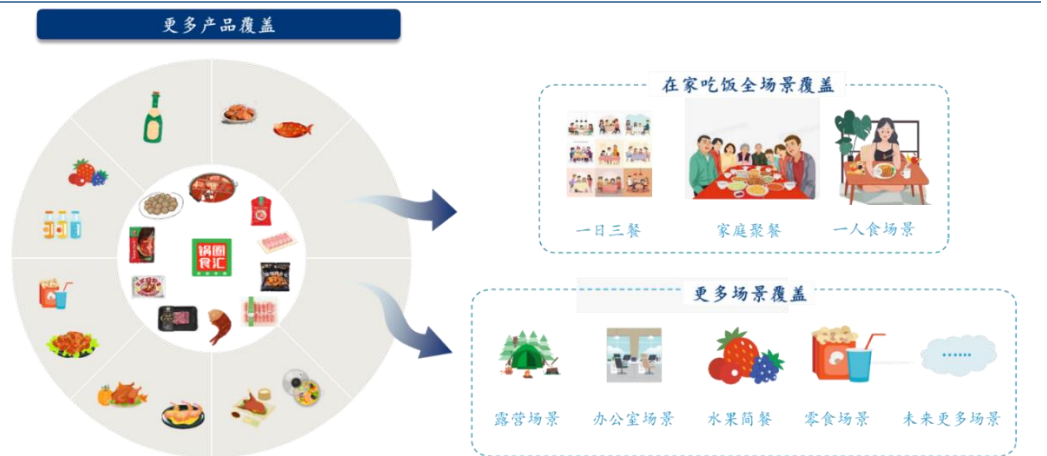 更多产品覆盖
在家吃饭全场景覆盖
一日三餐
家庭聚餐
一人食场景
锅圈
食汇
更多场景覆盖
露营场景
办公室场景
水果简餐
零食场景
未来更多场景